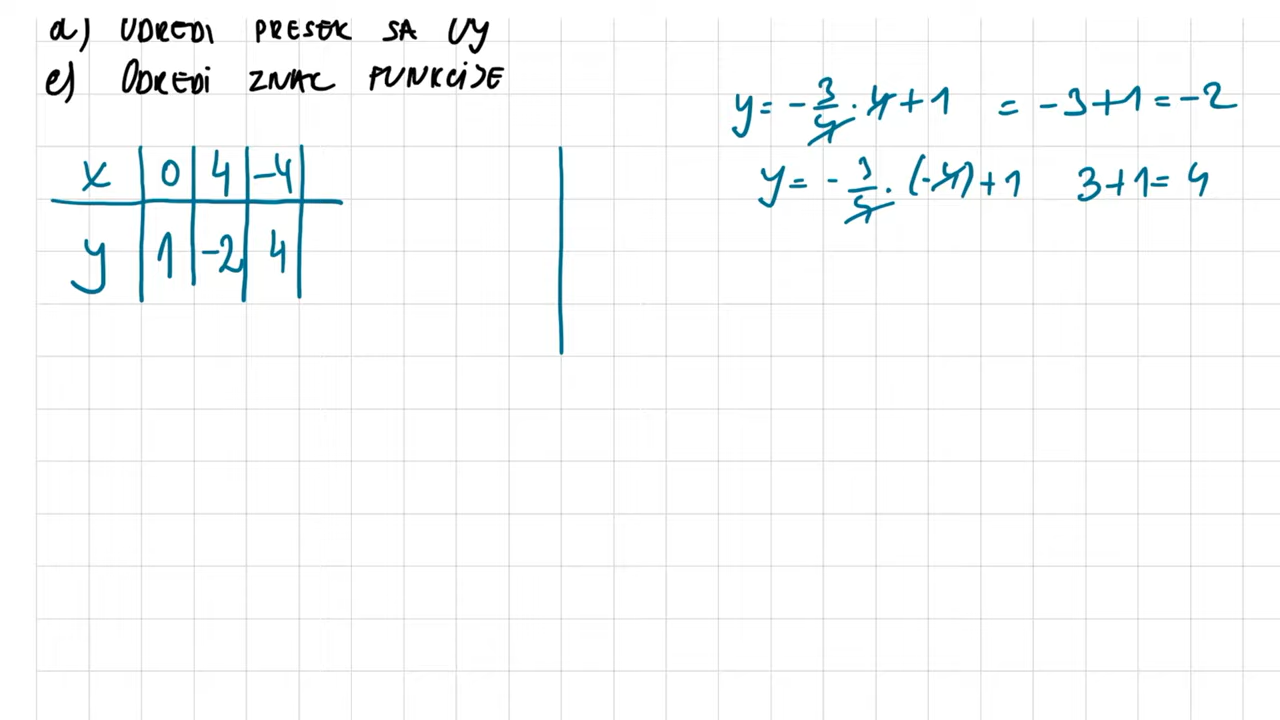 d) ODREDI PRESEK SA Oy
e) ODREDI ZNAK FUNKCIJE
y = -3/4 · 4 + 1 = -3+1 = -2
y = -3/4 · (-4) + 1 3+1 = 4
x 0 4 -4
y 1 -2 4